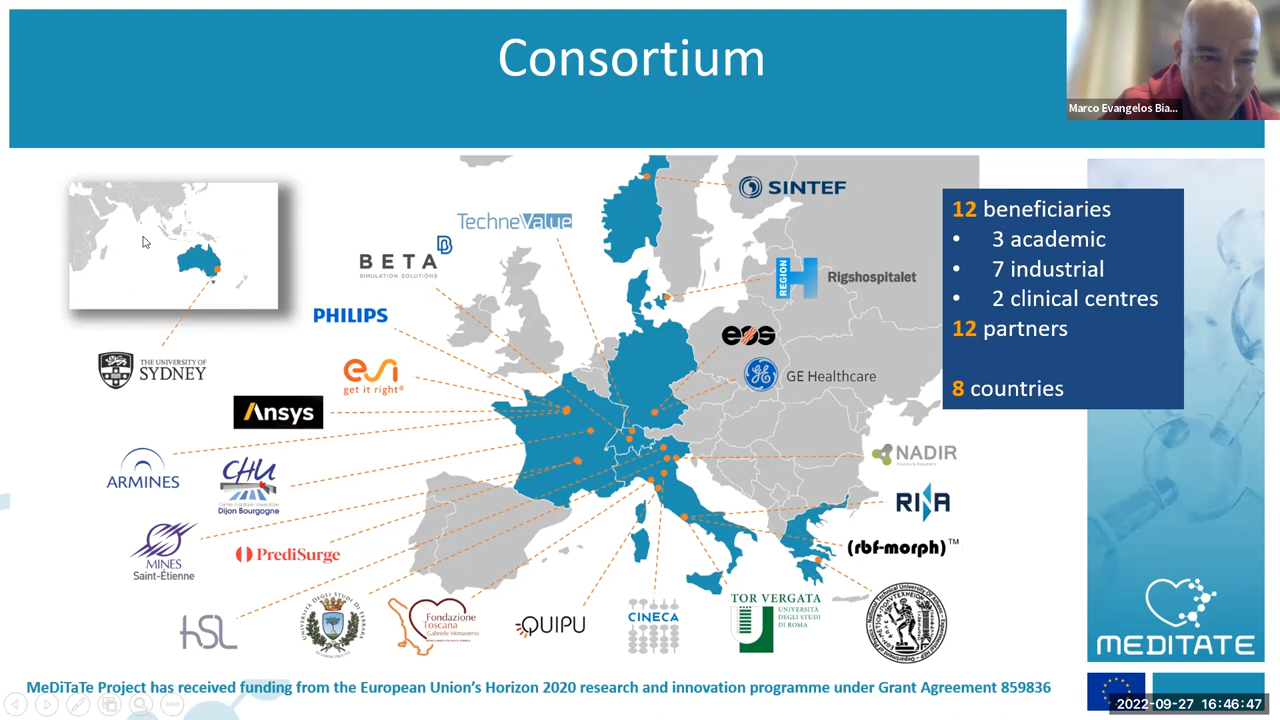 Consortium
Marco Evangelos Bia...
SINTEF
TechneValue
BETA
SIMULATION SOLUTIONS
REGION
H
Rigshospitalet
12 beneficiaries
• 3 academic
• 7 industrial
• 2 clinical centres
12 partners
8 countries
PHILIPS
eos
THE UNIVERSITY OF
SYDNEY
esi
get it right®
GE Healthcare
Ansys
ARMINES
CHU
Dijon Bourgogne
NADIR
RINA
MINES
Saint-Étienne
PrediSurge
(rbf-morph)™
HSL
Fondazione
Toscana
Gabriele Monasterio
QUIPU
CINECA
TOR VERGATA
UNIVERSITÀ
DEGLI STUDI
DI ROMA
MEDITATE
MeDiTaTe Project has received funding from the European Union's Horizon 2020 research and innovation programme under Grant Agreement 859836
2022-09-27 16:46:47